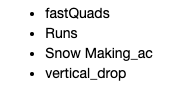 • fastQuads
• Runs
• Snow Making_ac
• vertical_drop